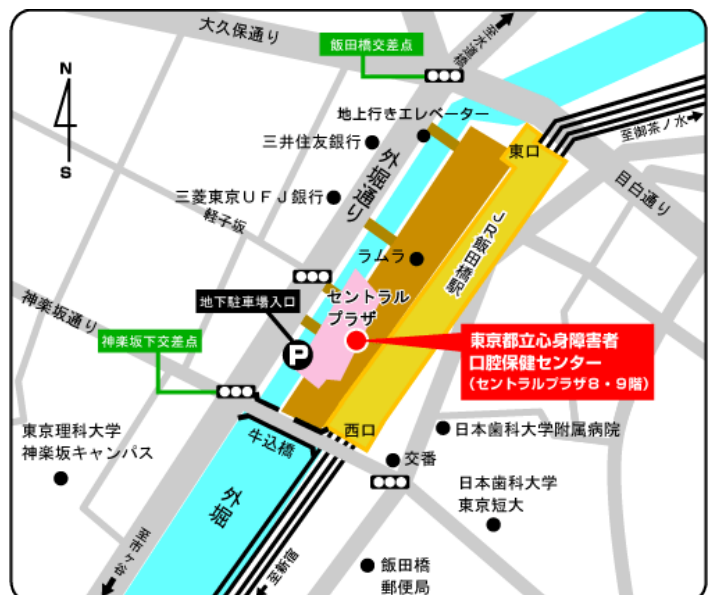 大久保通り
飯田橋交差点
至水道橋
N
S
地上行きエレベーター
至御茶ノ水
三井住友銀行
東口
外堀通り
目白通り
三菱東京UFJ銀行
軽子坂
JR飯田橋駅
ラムラ
神楽坂通り
地下駐車場入口
セントラル
プラザ
神楽坂下交差点
P
東京都立心身障害者
口腔保健センター
(セントラルプラザ8・9階)
東京理科大学
神楽坂キャンパス
牛込橋
西口
日本歯科大学附属病院
交番
日本歯科大学
東京短大
外堀
至市ヶ谷
至新宿
飯田橋
郵便局